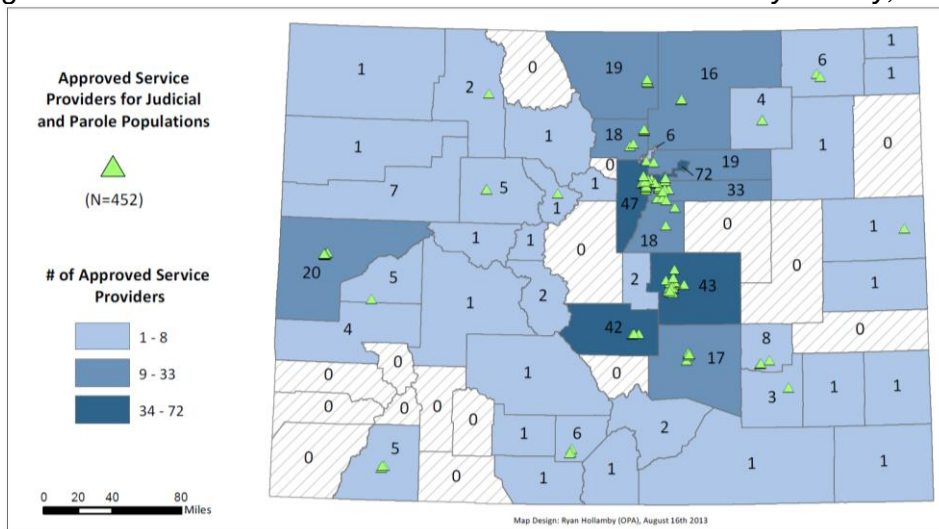 Approved Service
Providers for Judicial
and Parole Populations
(N=452)
# of Approved Service
Providers
1 - 8
9 - 33
34 - 72
0 20 40 80
Miles
1 2 0 19 16 6 1
1
4
1 1 18 6 1 0
0 19
72
7 5 1 1 47 33
1 1 18 0 1
20 0 0
5 1 2 2 43 1
4 42 17 8 0
0 0 1 0
0 0 0 0 3 1 1
0 5 0 1 6 2
1 1 1 1
Map Design: Ryan Hollamby (OPA), August 16th 2013